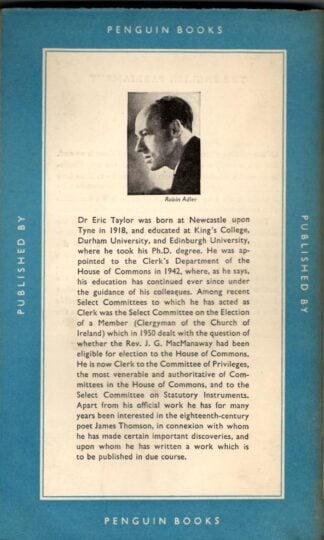 PENGUIN BOOKS
Robin Adler
Dr Eric Taylor was born at Newcastle upon
Tyne in 1918, and educated at King's College,
Durham University, and Edinburgh University,
where he took his Ph.D. degree. He was ap-
pointed to the Clerk's Department of the
House of Commons in 1942, where, as he says,
his education has continued ever since under
the guidance of his colleagues. Among recent
Select Committees to which he has acted as
Clerk was the Select Committee on the Election
of a Member (Clergyman of the Church of
Ireland) which in 1950 dealt with the question of
whether the Rev. J. G. MacManaway had been
eligible for election to the House of Commons.
He is now Clerk to the Committee of Privileges,
the most venerable and authoritative of Com-
mittees in the House of Commons, and to the
Select Committee on Statutory Instruments.
Apart from his official work he has for many
years been interested in the eighteenth-century
poet James Thomson, in connexion with whom
he has made certain important discoveries, and
upon whom he has written a work which is
to be published in due course.
PUBLISHED BY
PUBLISHED BY
PENGUIN BOOKS